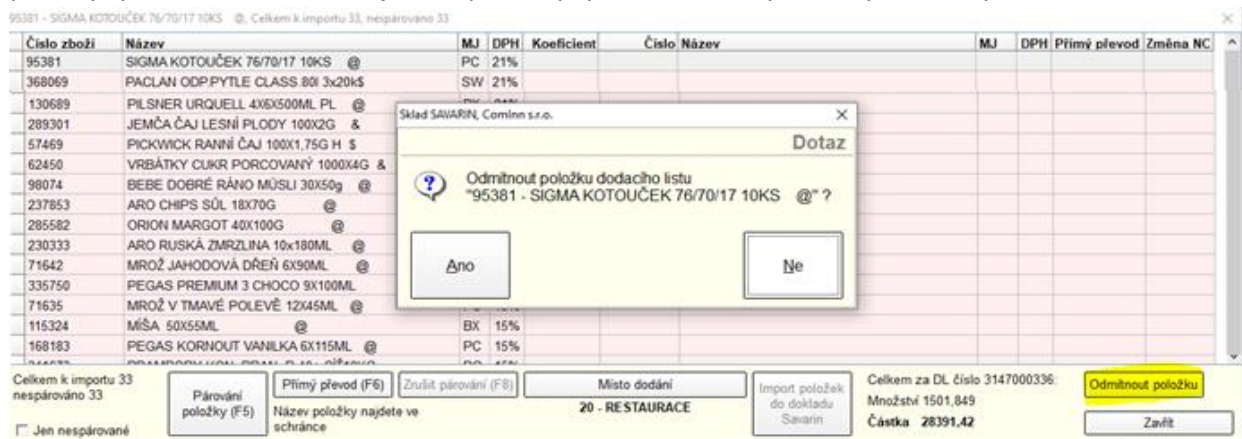 95381 - SIGMA KOTOUČEK 76/70/17 10KS @, Celkem k importu 33, nespárováno 33
Číslo zboží Název MJ DPH Koeficient Číslo Název MJ DPH Přímý převod Změna NC
95381 SIGMA KOTOUČEK 76/70/17 10KS @ PC 21%
368069 PACLAN ODP.PYTLE CLASS.80l 3x20k$ SW 21%
130689 PILSNER URQUELL 4X6X500ML PL @
289301 JEMČA ČAJ LESNÍ PLODY 100X2G &
57469 PICKWICK RANNÍ ČAJ 100X1,75G H $
62450 VRBÁTKY CUKR PORCOVANÝ 1000X4G &
98074 BEBE DOBRÉ RÁNO MÜSLI 30X50g @
237853 ARO CHIPS SŮL 18X70G @
285582 ORION MARGOT 40X100G @
230333 ARO RUSKÁ ZMRZLINA 10x180ML @
71642 MROŽ JAHODOVÁ DŘEŇ 6X90ML @
335750 PEGAS PREMIUM 3 CHOCO 9X100ML
71635 MROŽ V TMAVÉ POLEVĚ 12X45ML @
115324 MÍŠA 50X55ML @ BX 15%
168183 PEGAS KORNOUT VANILKA 6X115ML @ PC 15%
Sklad SAVARIN, ComInn s.r.o.
Dotaz
Odmítnout položku dodacího listu
"95381 - SIGMA KOTOUČEK 76/70/17 10KS @" ?
Ano Ne
Celkem k importu 33
nespárováno 33
Jen nespárované
Párování
položky (F5)
Přímý převod (F6) Zrušit párování (F8)
Název položky najdete ve
schránce
Místo dodání
20 - RESTAURACE
Import položek
do dokladu
Savarin
Celkem za DL číslo 3147000336:
Množství 1501,849
Částka 28391,42
Odmítnout položku
Zavřít